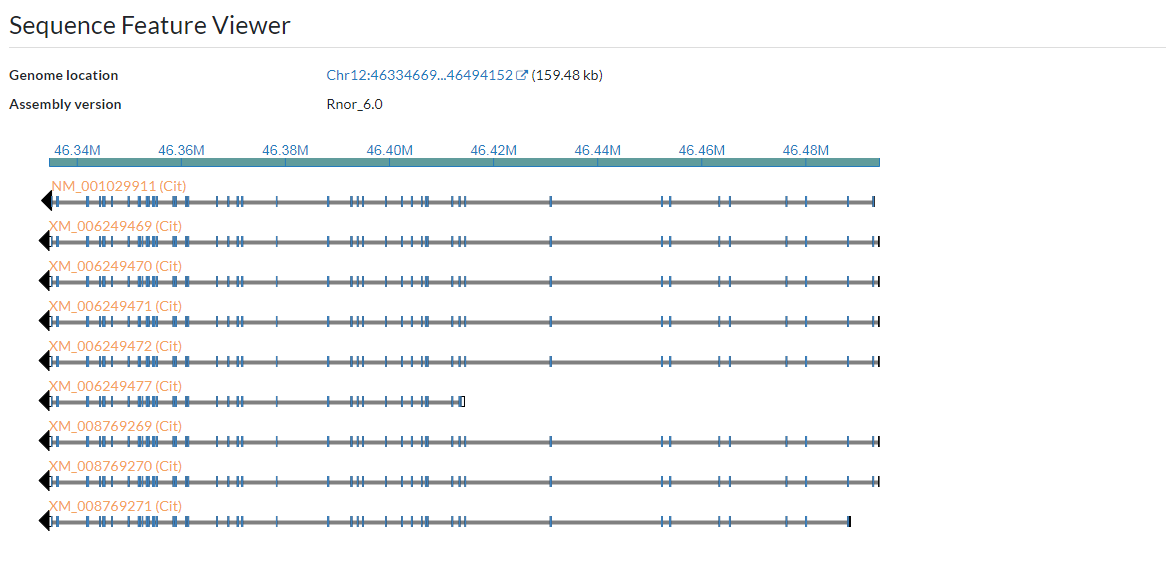 Sequence Feature Viewer
Genome location Chr12:46334669...46494152 (159.48 kb)
Assembly version Rnor_6.0
46.34M 46.36M 46.38M 46.40M 46.42M 46.44M 46.46M 46.48M
NM_001029911 (Cit)
XM_006249469 (Cit)
XM_006249470 (Cit)
XM_006249471 (Cit)
XM_006249472 (Cit)
XM_006249477 (Cit)
XM_008769269 (Cit)
XM_008769270 (Cit)
XM_008769271 (Cit)